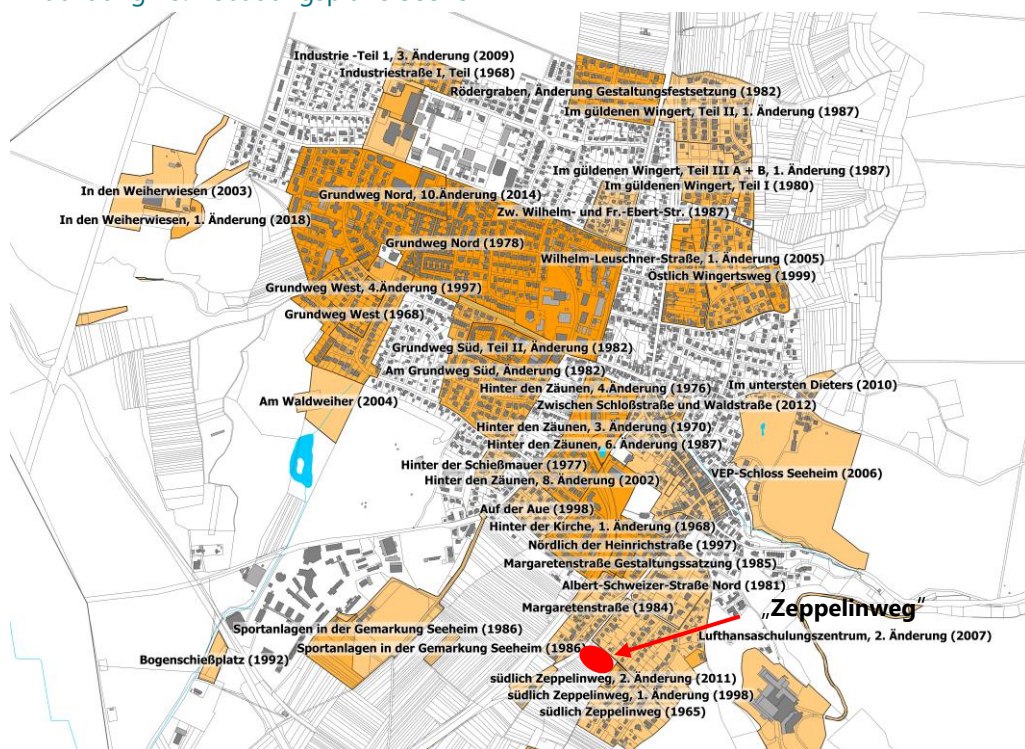 Industrie -Teil 1, 3. Änderung (2009)
Industriestraße I, Teil (1968)
Rödergraben, Änderung Gestaltungsfestsetzung (1982)
Im güldenen Wingert, Teil II, 1. Änderung (1987)
Im güldenen Wingert, Teil III A + B, 1. Änderung (1987)
Im güldenen Wingert, Teil I (1980)
In den Weiherwiesen (2003)
Grundweg Nord, 10.Änderung (2014)
Zw. Wilhelm- und Fr.-Ebert-Str. (1987)
In den Weiherwiesen, 1. Änderung (2018)
Grundweg Nord (1978)
Wilhelm-Leuschner-Straße, 1. Änderung (2005)
Östlich Wingertsweg (1999)
Grundweg West, 4.Änderung (1997)
Grundweg West (1968)
Grundweg Süd, Teil II, Änderung (1982)
Am Grundweg Süd, Änderung (1982)
Hinter den Zäunen, 4.Änderung (1976)
Im untersten Dieters (2010)
Am Waldweiher (2004)
Zwischen Schloßstraße und Waldstraße (2012)
Hinter den Zäunen, 3. Änderung (1970)
Hinter den Zäunen, 6. Änderung (1987)
Hinter der Schießmauer (1977)
VEP-Schloss Seeheim (2006)
Hinter den Zäunen, 8. Änderung (2002)
Auf der Aue (1998)
Hinter der Kirche, 1. Änderung (1968)
Nördlich der Heinrichstraße (1997)
Margaretenstraße Gestaltungssatzung (1985)
Albert-Schweizer-Straße Nord (1981)
Margaretenstraße (1984)
„Zeppelinweg“
Sportanlagen in der Gemarkung Seeheim (1986)
Lufthansaschulungszentrum, 2. Änderung (2007)
Sportanlagen in der Gemarkung Seeheim (1986)
Bogenschießplatz (1992)
südlich Zeppelinweg, 2. Änderung (2011)
südlich Zeppelinweg, 1. Änderung (1998)
südlich Zeppelinweg (1965)